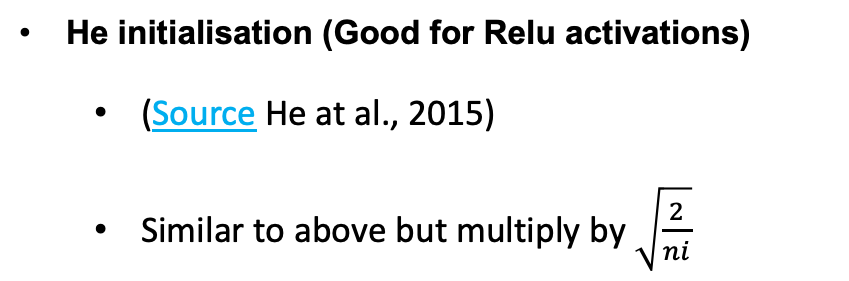 • He initialisation (Good for Relu activations)
• (Source He at al., 2015)
• Similar to above but multiply by √(2/ni)